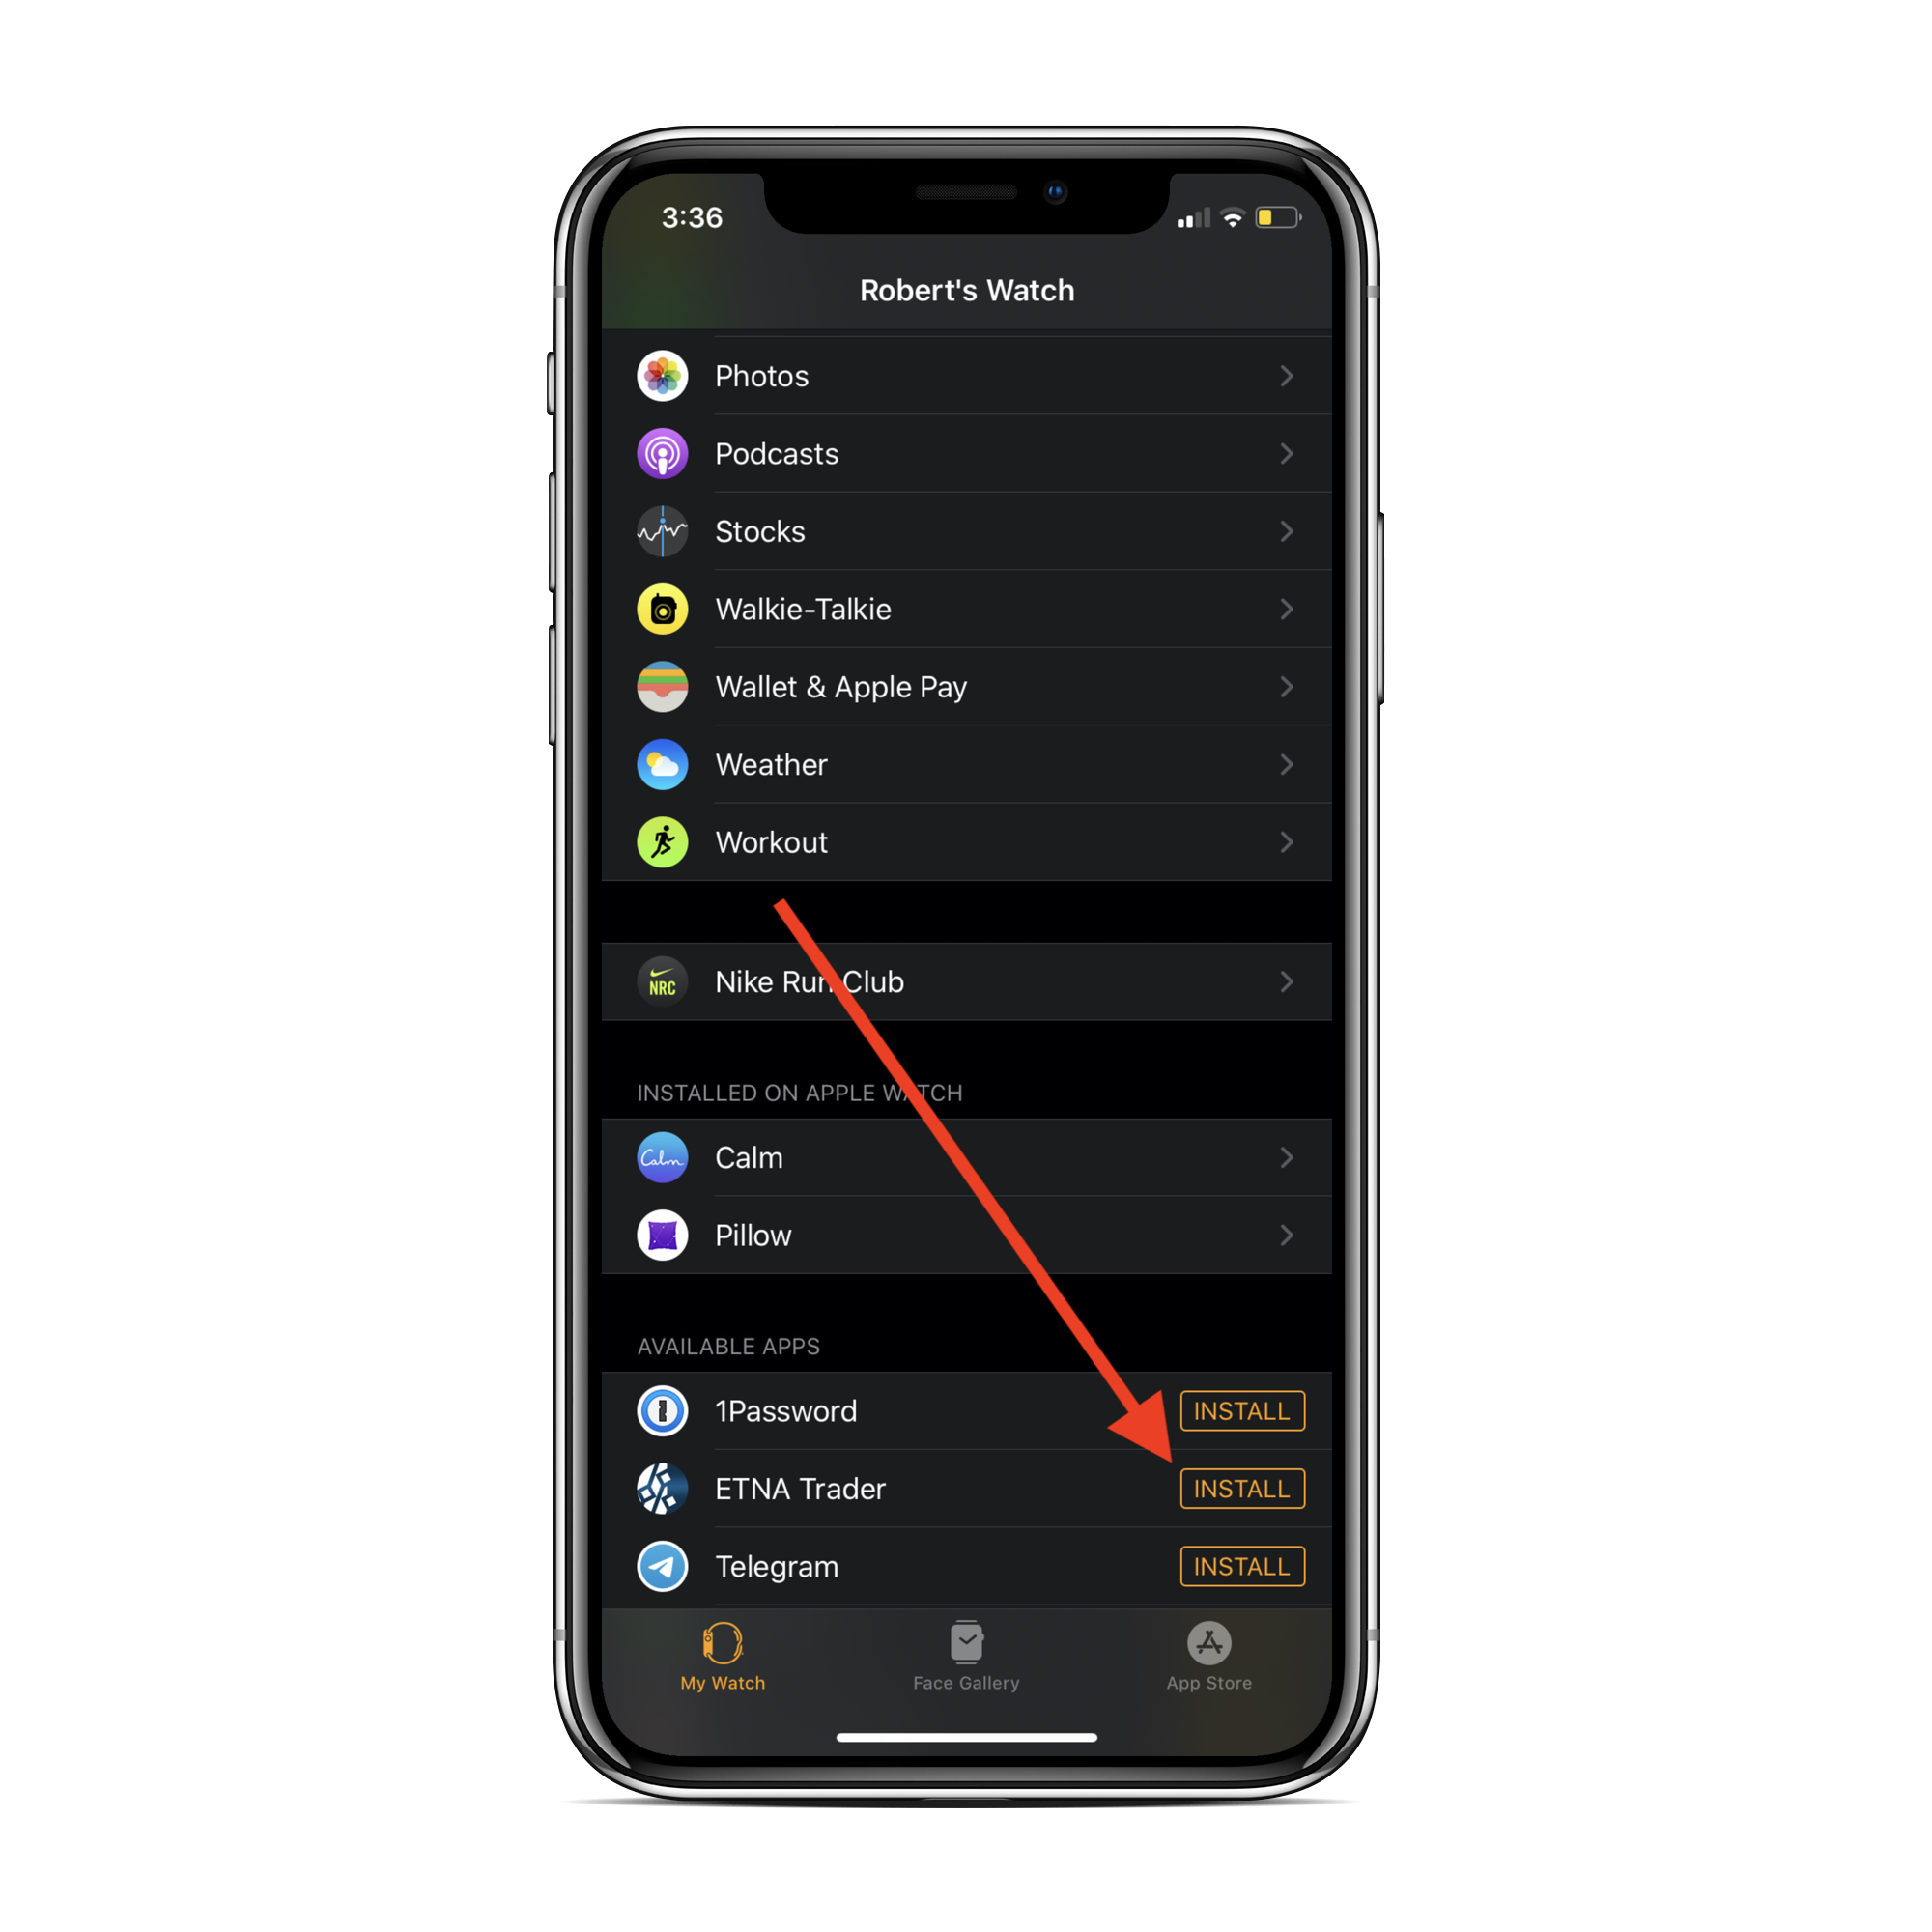 3:36
Robert's Watch
Photos
Podcasts
Stocks
Walkie-Talkie
Wallet & Apple Pay
Weather
Workout
NRC Nike Run Club
INSTALLED ON APPLE WATCH
Calm Calm
Pillow
AVAILABLE APPS
1Password INSTALL
ETNA Trader INSTALL
Telegram INSTALL
My Watch Face Gallery App Store